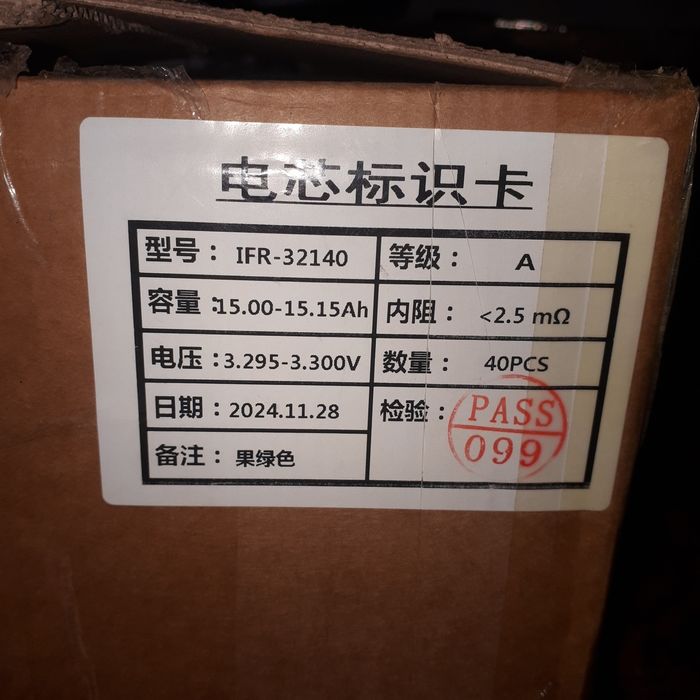 电芯标识卡
型号： IFR-32140 等级： A
容量：15.00-15.15Ah 内阻： <2.5 mΩ
电压：3.295-3.300V 数量： 40PCS
日期：2024.11.28 检验：
PASS
099
备注： 果绿色